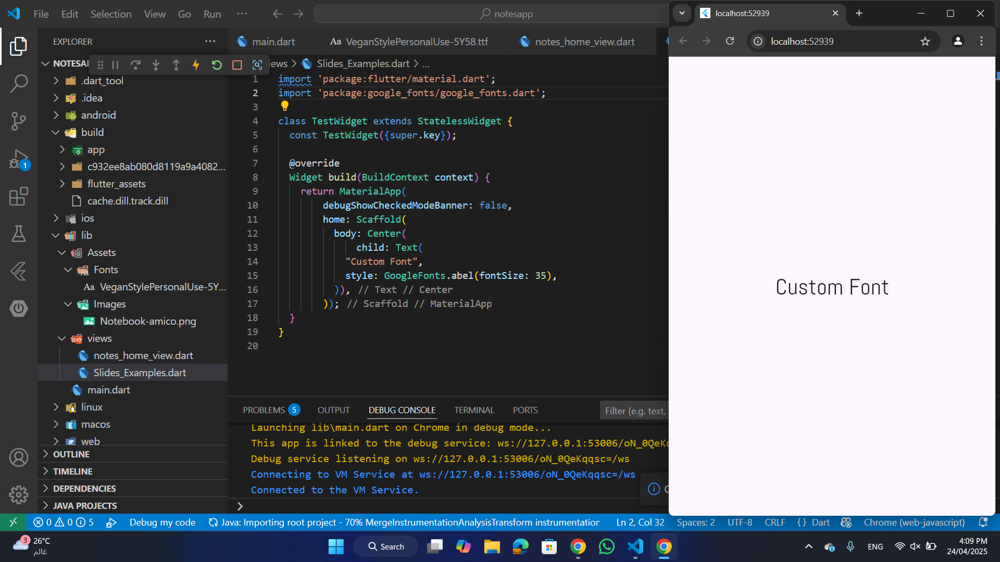 File Edit Selection View Go Run ··· notesapp
EXPLORER ···
NOTESA
.dart_tool
.idea
android
build
app
c932ee8ab080d8119a9a4082...
flutter_assets
cache.dill.track.dill
ios
lib
Assets
Fonts
Aa VeganStylePersonalUse-5Y...
Images
Notebook-amico.png
views
notes_home_view.dart
Slides_Examples.dart
main.dart
linux
macos
web
OUTLINE
TIMELINE
DEPENDENCIES
JAVA PROJECTS
main.dart Aa VeganStylePersonalUse-5Y58.ttf notes_home_view.dart
iews > Slides_Examples.dart > ...
1 import 'package:flutter/material.dart';
2 import 'package:google_fonts/google_fonts.dart';
3
4 class TestWidget extends StatelessWidget {
5 const TestWidget({super.key});
6
7 @override
8 Widget build(BuildContext context) {
9 return MaterialApp(
10 debugShowCheckedModeBanner: false,
11 home: Scaffold(
12 body: Center(
13 child: Text(
14 "Custom Font",
15 style: GoogleFonts.abel(fontSize: 35),
16 )), // Text // Center
17 )); // Scaffold // MaterialApp
18 }
19 }
20
PROBLEMS 5 OUTPUT DEBUG CONSOLE TERMINAL PORTS Filter (e.g. text,
Launching lib\main.dart on Chrome in debug mode...
This app is linked to the debug service: ws://127.0.0.1:53006/oN_0QeKq
Debug service listening on ws://127.0.0.1:53006/oN_0QeKqqsc=/ws
Connecting to VM Service at ws://127.0.0.1:53006/oN_0QeKqqsc=/ws
Connected to the VM Service.
>
localhost:52939
localhost:52939
Custom Font
1
0 0 5 Debug my code Java: Importing root project - 70% MergeInstrumentationAnalysisTransform instrumentation Ln 2, Col 32 Spaces: 2 UTF-8 CRLF {} Dart Chrome (web-javascript)
3 26°C
غائم
Search
ENG
4:09 PM
24/04/2025